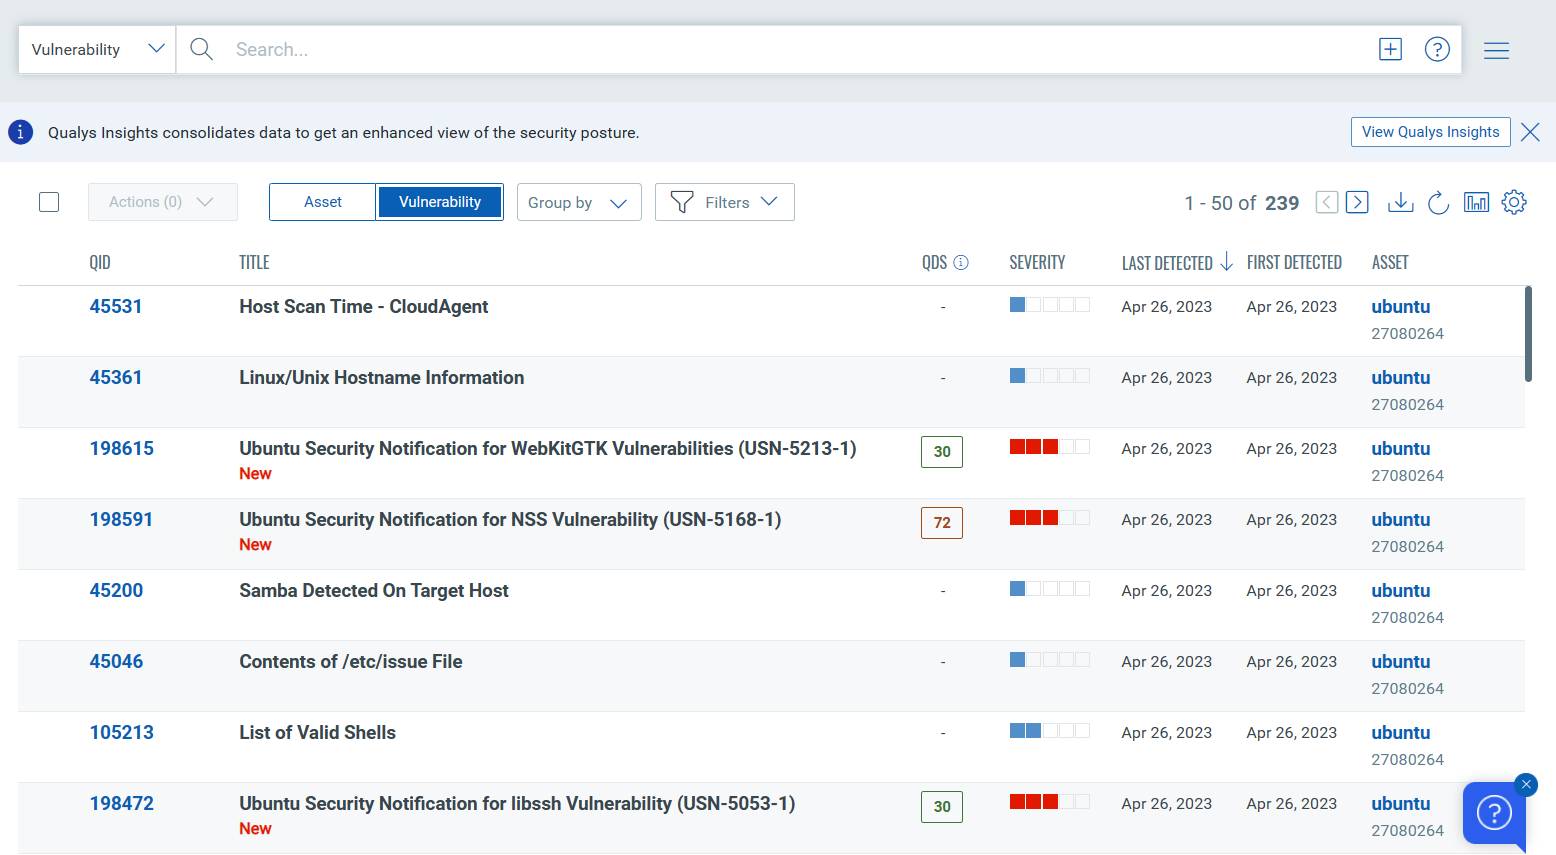 Vulnerability Search...
Qualys Insights consolidates data to get an enhanced view of the security posture. View Qualys Insights
Actions (0) Asset Vulnerability Group by Filters 1 - 50 of 239
QID TITLE QDS SEVERITY LAST DETECTED FIRST DETECTED ASSET
45531 Host Scan Time - CloudAgent - Apr 26, 2023 Apr 26, 2023 ubuntu
27080264
45361 Linux/Unix Hostname Information - Apr 26, 2023 Apr 26, 2023 ubuntu
27080264
198615 Ubuntu Security Notification for WebKitGTK Vulnerabilities (USN-5213-1) 30 Apr 26, 2023 Apr 26, 2023 ubuntu
New 27080264
198591 Ubuntu Security Notification for NSS Vulnerability (USN-5168-1) 72 Apr 26, 2023 Apr 26, 2023 ubuntu
New 27080264
45200 Samba Detected On Target Host - Apr 26, 2023 Apr 26, 2023 ubuntu
27080264
45046 Contents of /etc/issue File - Apr 26, 2023 Apr 26, 2023 ubuntu
27080264
105213 List of Valid Shells - Apr 26, 2023 Apr 26, 2023 ubuntu
27080264
198472 Ubuntu Security Notification for libssh Vulnerability (USN-5053-1) 30 Apr 26, 2023 Apr 26, 2023 ubuntu
New 27080264